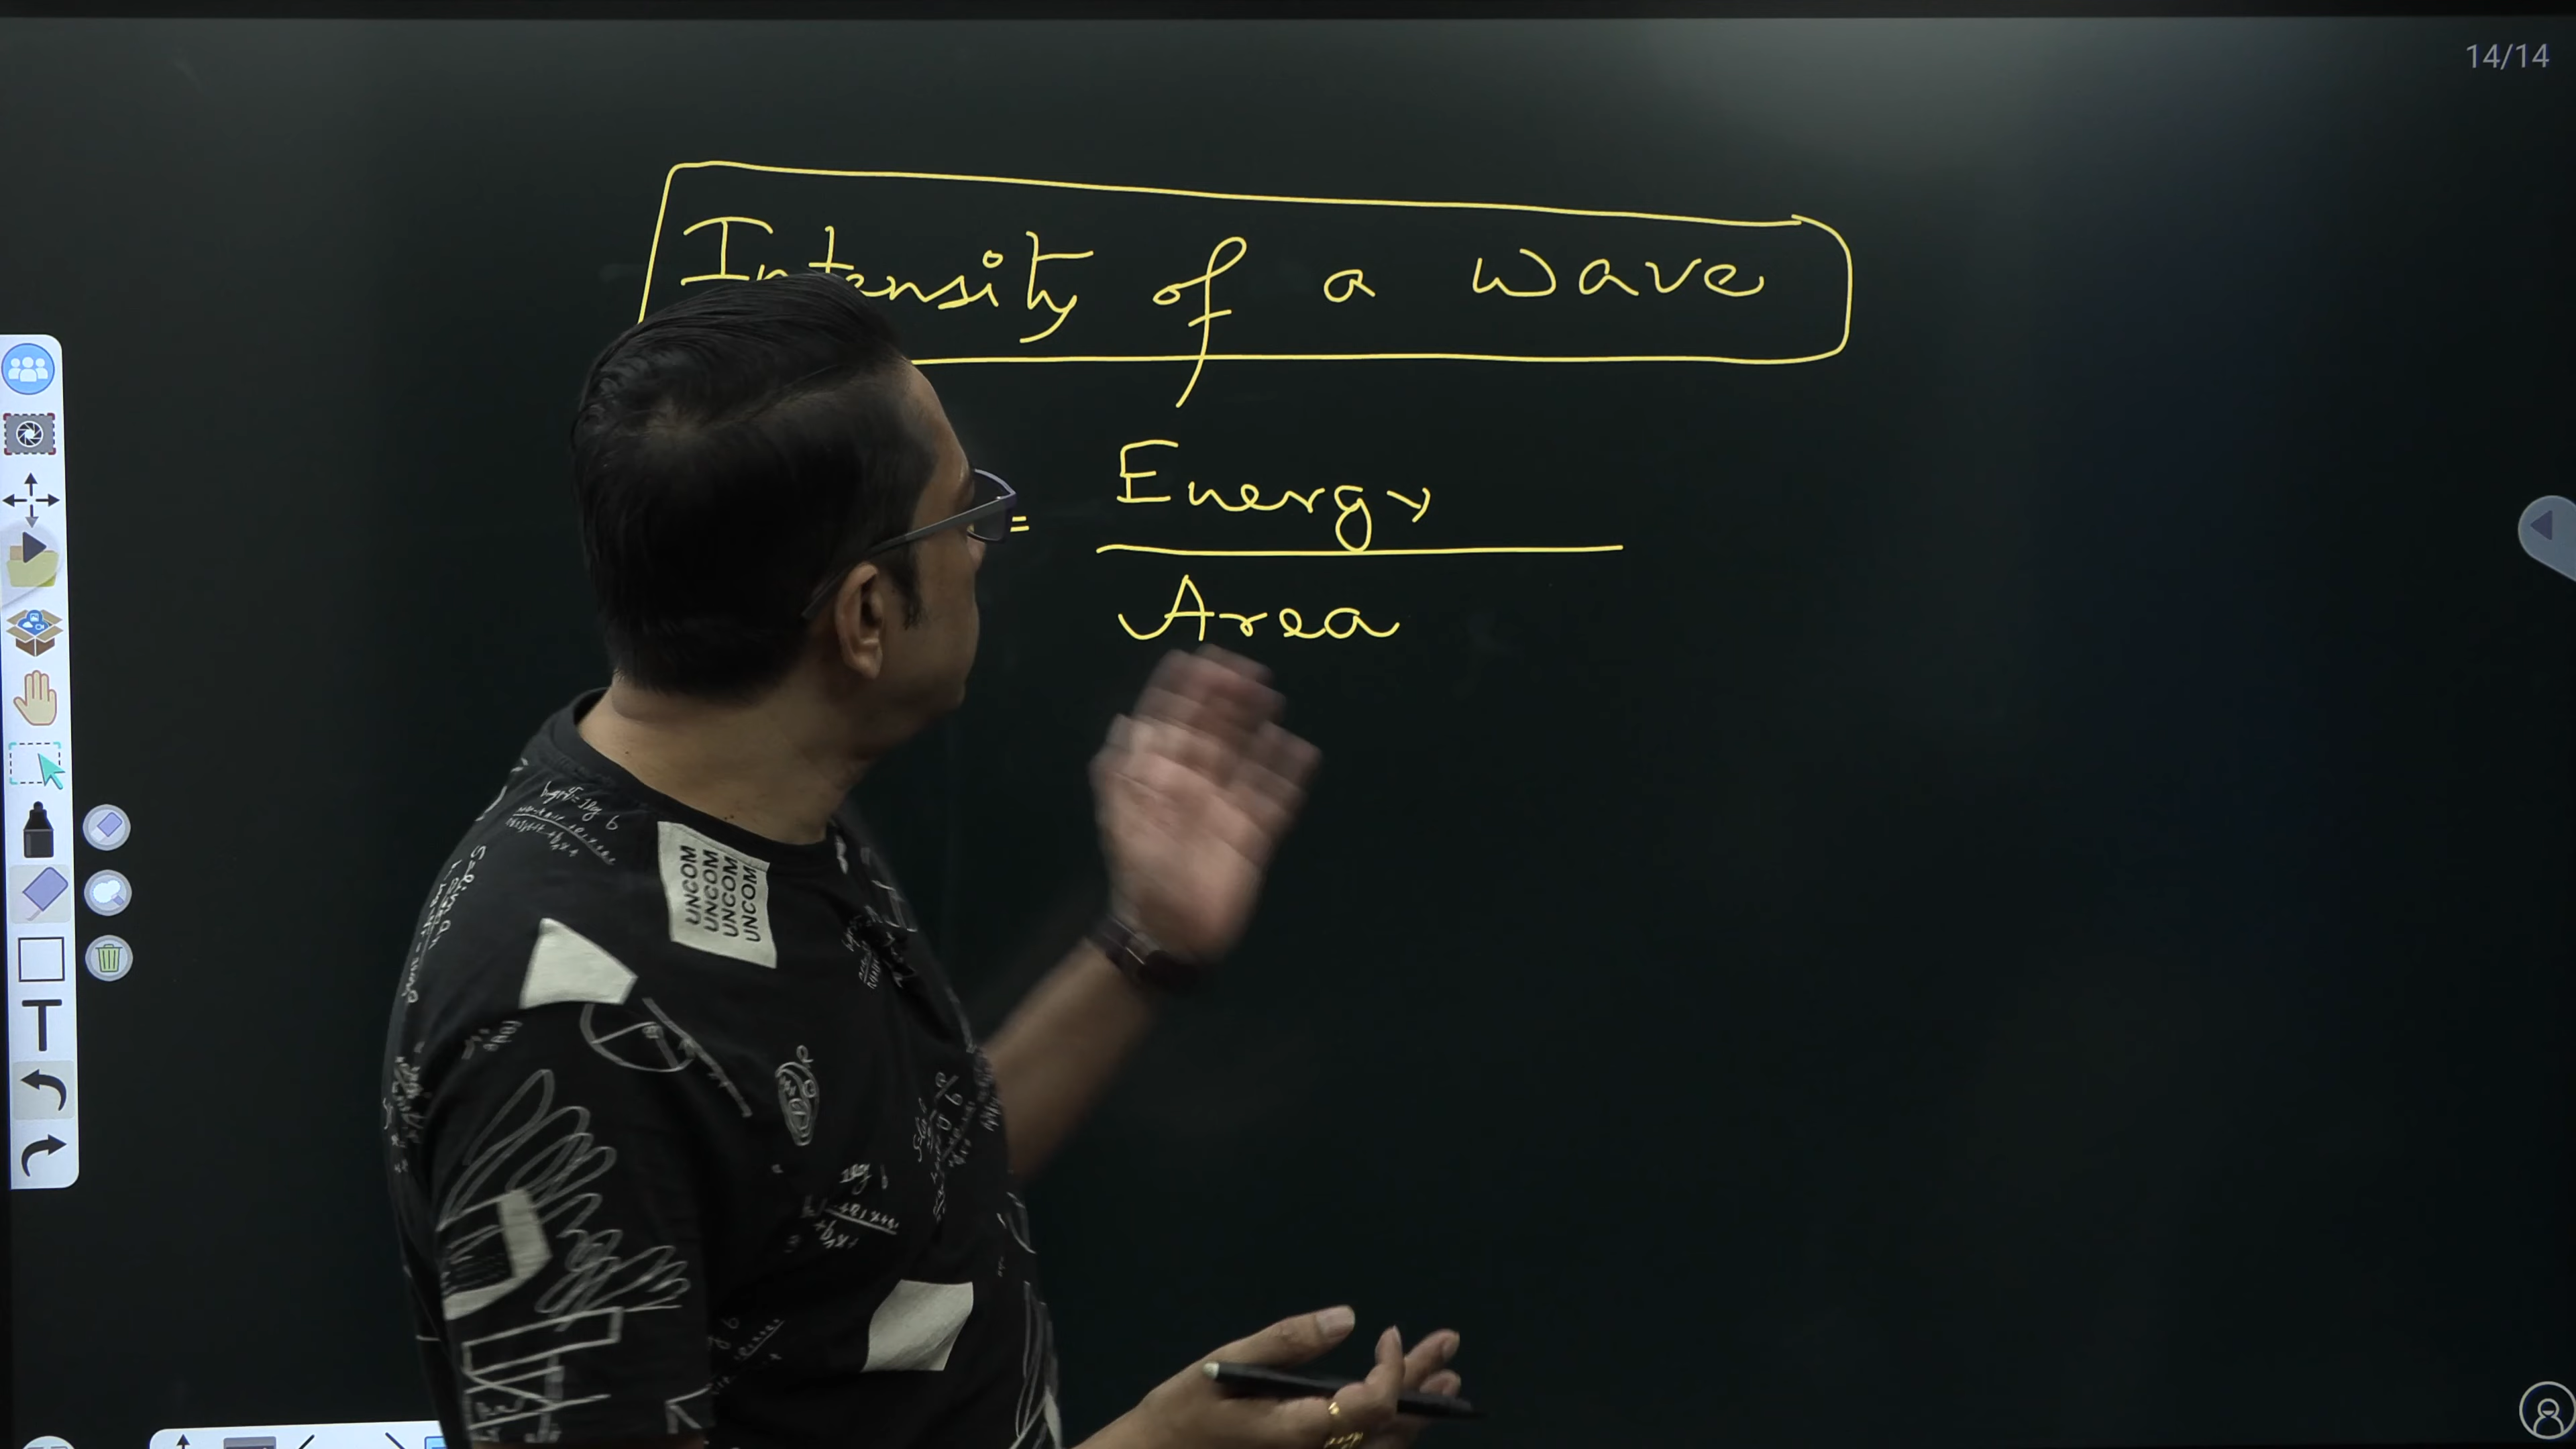 14/14
Intensity of a wave
= Energy
Area
UNCOM
UNCOM
UNCOM
UNCOM